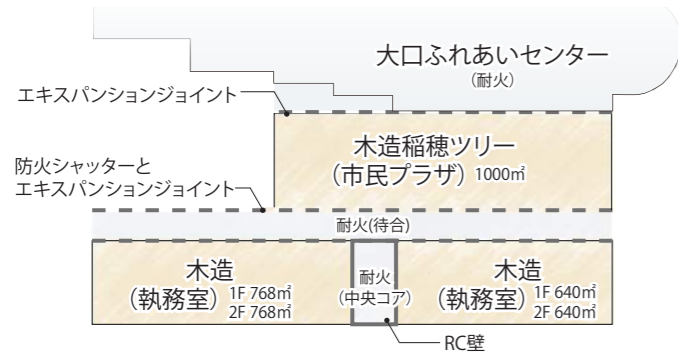 大口ふれあいセンター
(耐火)
エキスパンションジョイント
木造稲穂ツリー
(市民プラザ) 1000㎡
防火シャッターと
エキスパンションジョイント
耐火(待合)
木造
(執務室) 1F 768㎡
2F 768㎡
耐火
(中央コア)
木造
(執務室) 1F 640㎡
2F 640㎡
RC壁